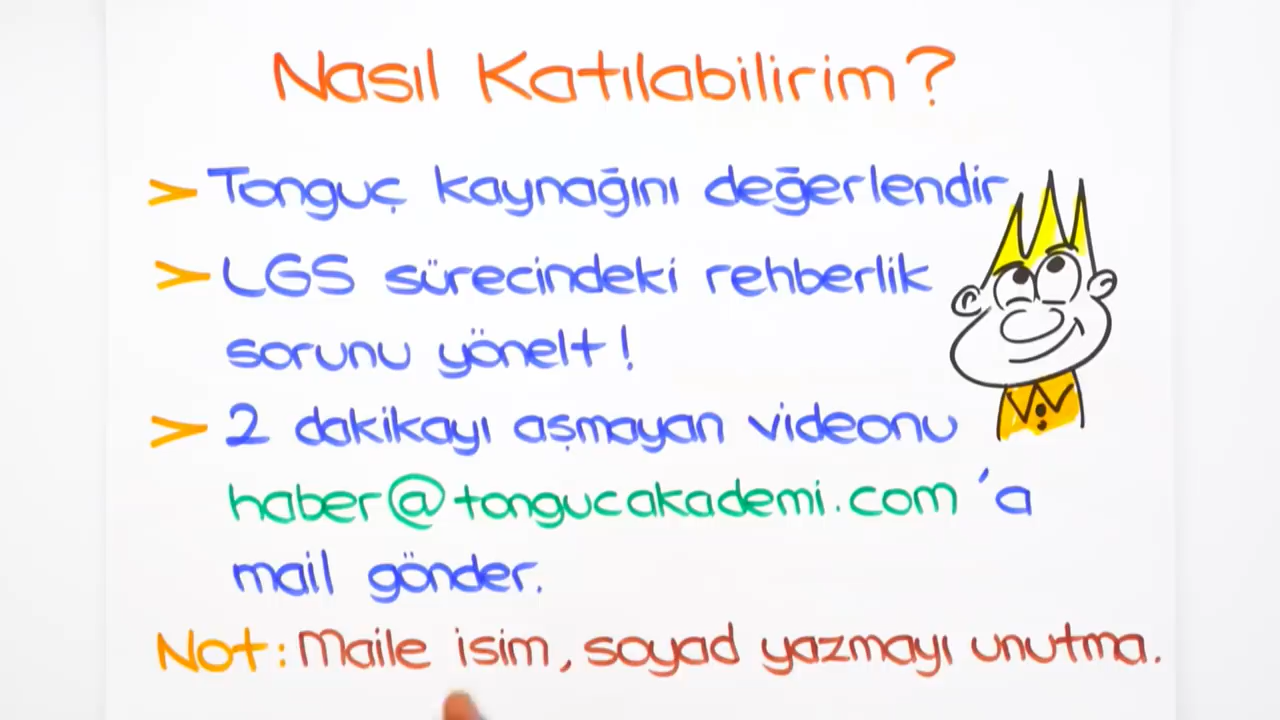 Nasıl Katılabilirim?
> Tonguç kaynağını değerlendir
> LGS sürecindeki rehberlik
sorunu yönelt!
> 2 dakikayı aşmayan videonu
haber@tongucakademi.com'a
mail gönder.
Not: Maile isim, soyad yazmayı unutma.